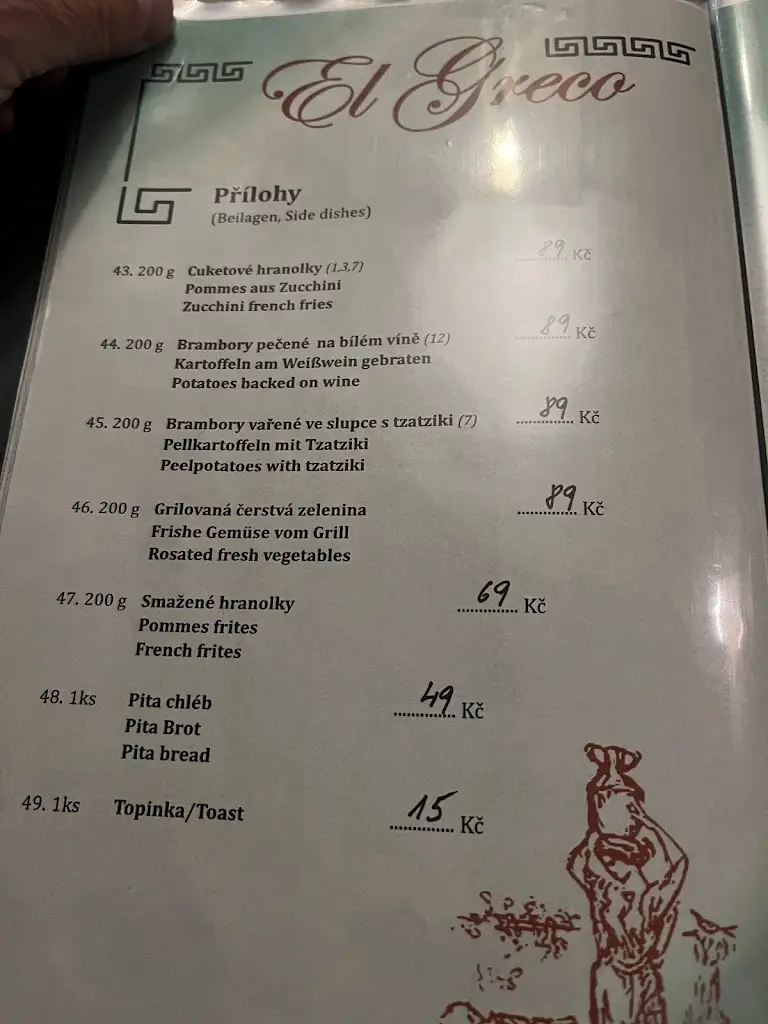 El Greco
Přílohy
(Beilagen, Side dishes)
43. 200 g Cuketové hranolky (1,3,7) 89 Kč
Pommes aus Zucchini
Zucchini french fries
44. 200 g Brambory pečené na bílém víně (12) 89 Kč
Kartoffeln am Weißwein gebraten
Potatoes backed on wine
45. 200 g Brambory vařené ve slupce s tzatziki (7) 89 Kč
Pellkartoffeln mit Tzatziki
Peelpotatoes with tzatziki
46. 200 g Grilovaná čerstvá zelenina 89 Kč
Frishe Gemüse vom Grill
Rosated fresh vegetables
47. 200 g Smažené hranolky 69 Kč
Pommes frites
French frites
48. 1ks Pita chléb 49 Kč
Pita Brot
Pita bread
49. 1ks Topinka/Toast 15 Kč